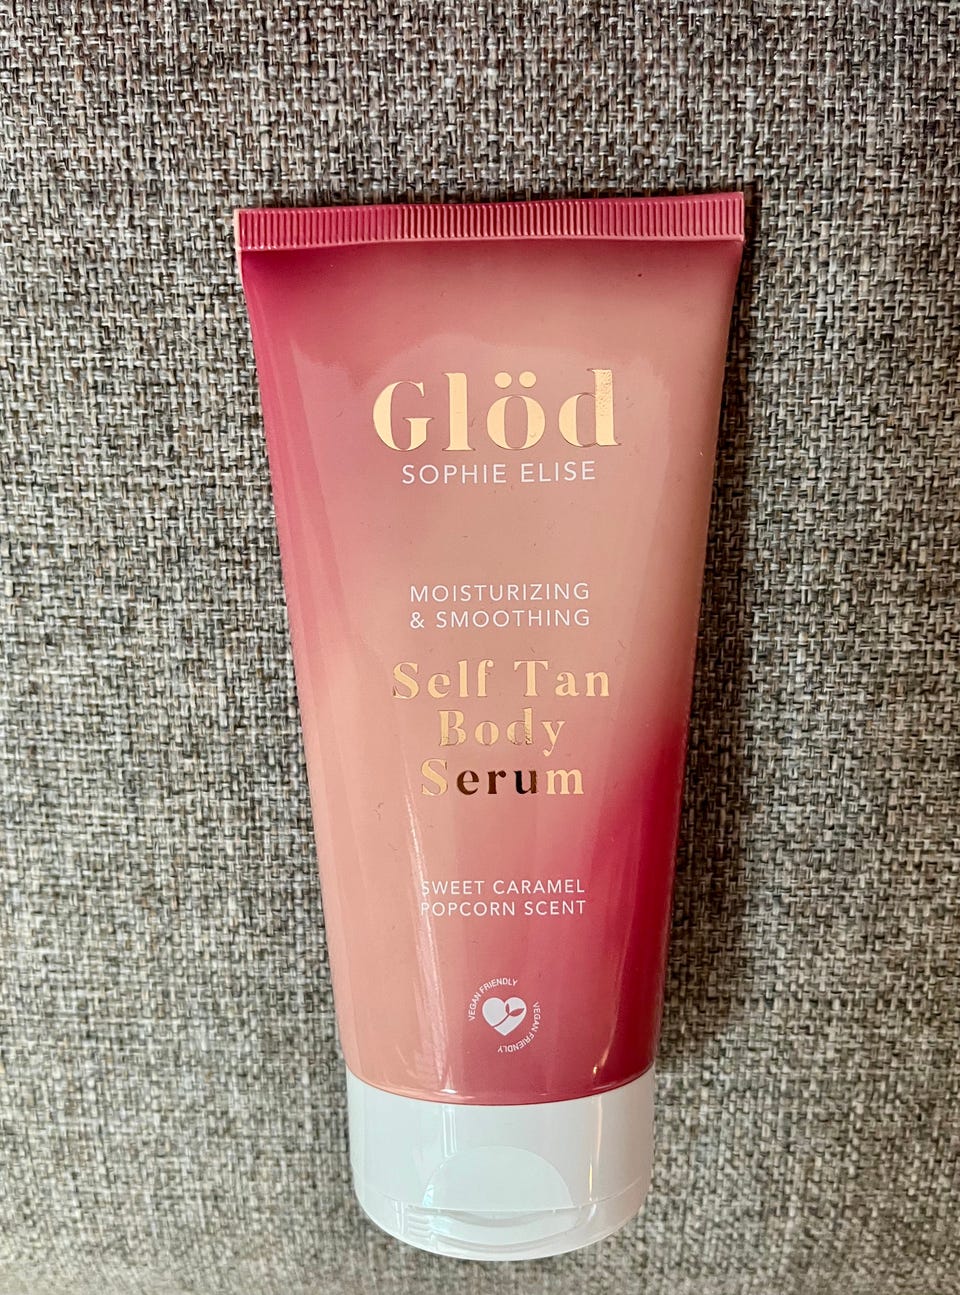 Glöd
SOPHIE ELISE
MOISTURIZING
& SMOOTHING
Self Tan
Body
Serum
SWEET CARAMEL
POPCORN SCENT
VEGAN FRIENDLY
VEGAN FRIENDLY